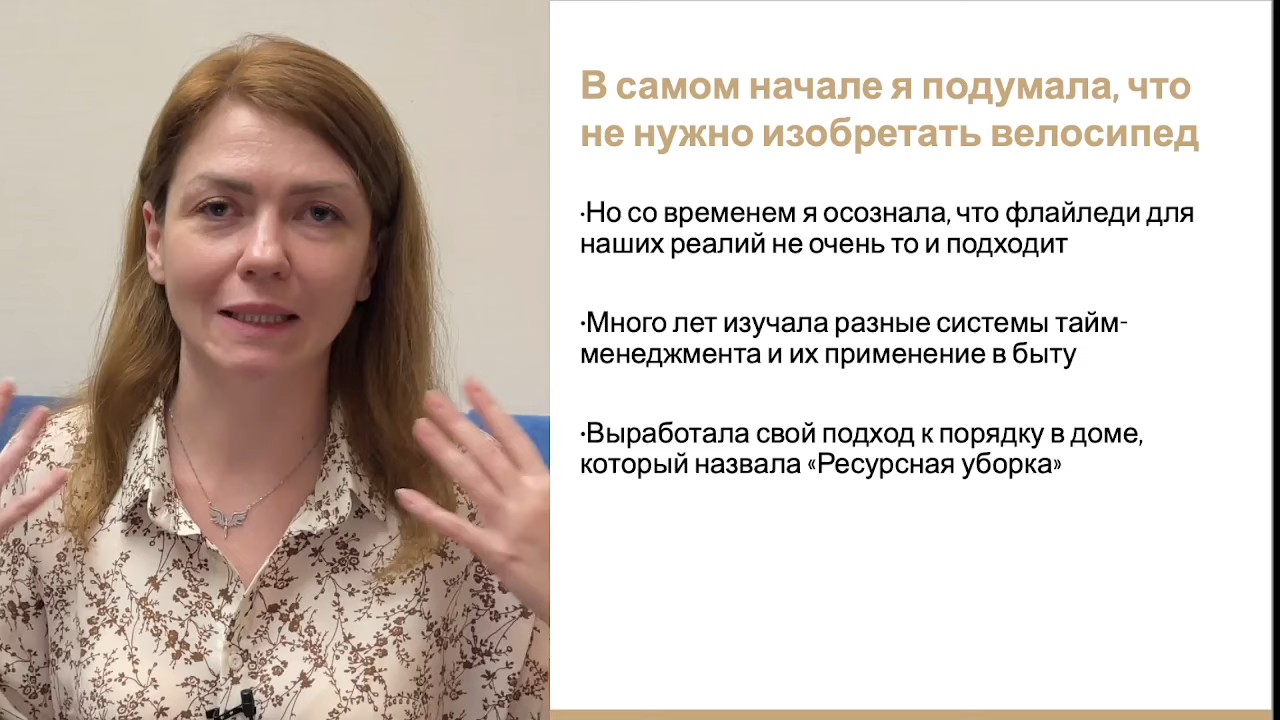 В самом начале я подумала, что
не нужно изобретать велосипед
·Но со временем я осознала, что флайледи для
наших реалий не очень то и подходит
·Много лет изучала разные системы тайм-
менеджмента и их применение в быту
·Выработала свой подход к порядку в доме,
который назвала «Ресурсная уборка»